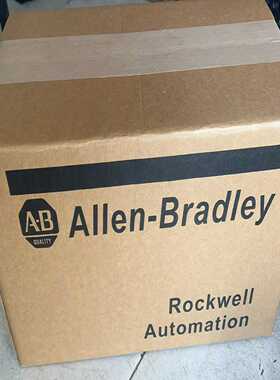 A-B
QUALITY
Allen-Bradley
Rockwell
Automation